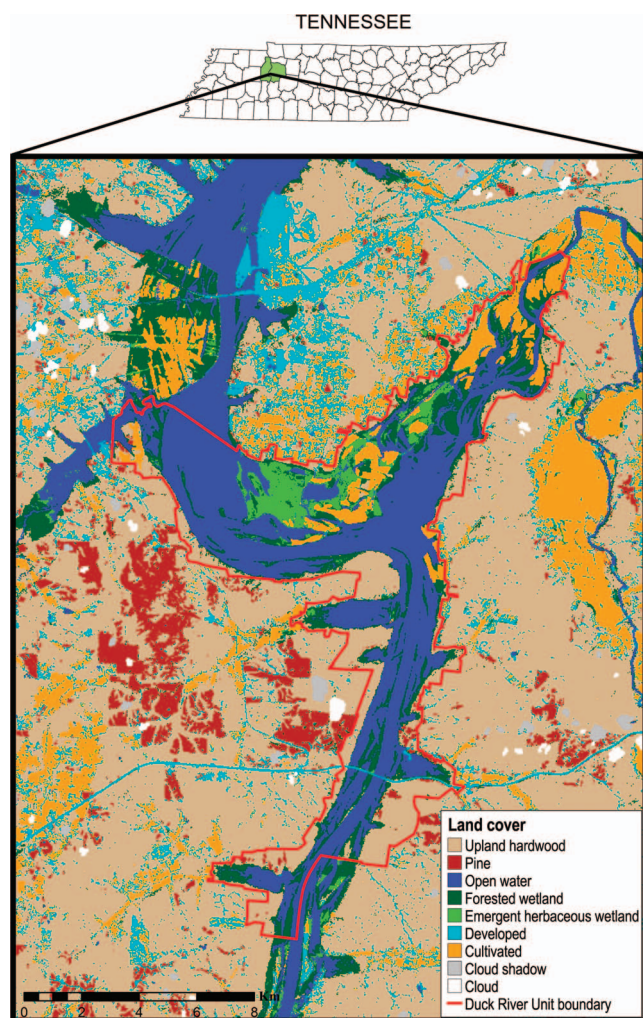 TENNESSEE
Land cover
Upland hardwood
Pine
Open water
Forested wetland
Emergent herbaceous wetland
Developed
Cultivated
Cloud shadow
Cloud
Duck River Unit boundary
Km
0 2 4 6 8